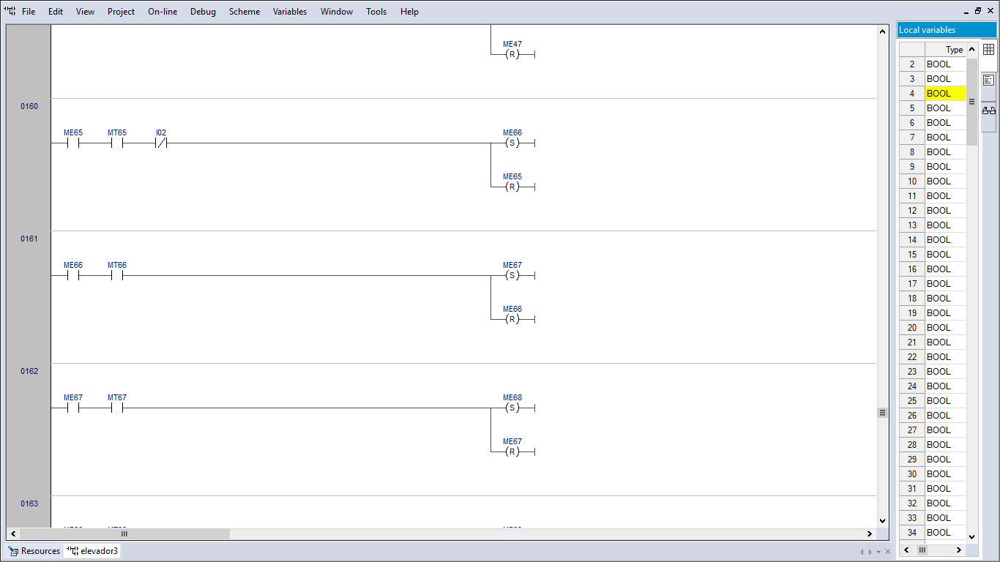 File Edit View Project On-line Debug Scheme Variables Window Tools Help
Local variables
Type
2 BOOL
3 BOOL
4 BOOL
5 BOOL
6 BOOL
7 BOOL
8 BOOL
9 BOOL
10 BOOL
11 BOOL
12 BOOL
13 BOOL
14 BOOL
15 BOOL
16 BOOL
17 BOOL
18 BOOL
19 BOOL
20 BOOL
21 BOOL
22 BOOL
23 BOOL
24 BOOL
25 BOOL
26 BOOL
27 BOOL
28 BOOL
29 BOOL
30 BOOL
31 BOOL
32 BOOL
33 BOOL
34 BOOL
ME47
(R)
0160
ME65 MT65 I02 ME66
(S)
ME65
(R)
0161
ME66 MT66 ME67
(S)
ME66
(R)
0162
ME67 MT67 ME68
(S)
ME67
(R)
0163
Resources elevador3